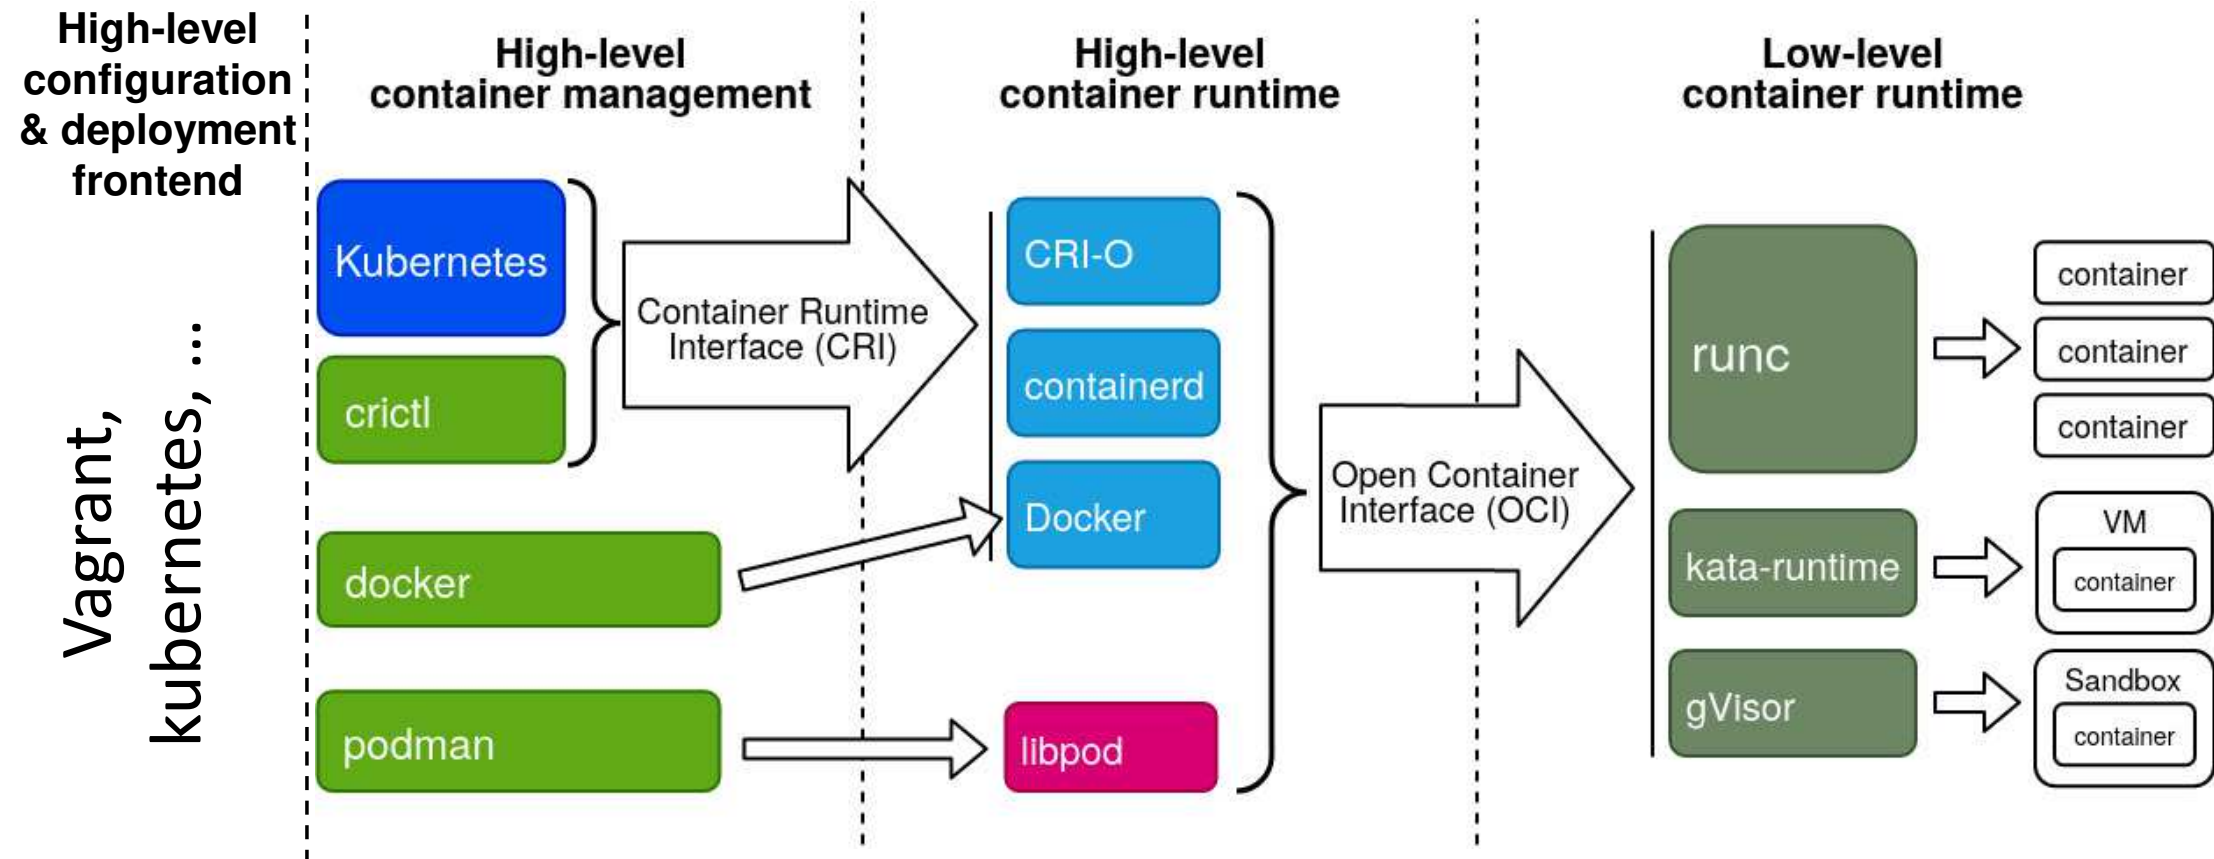 High-level
configuration
& deployment
frontend
Vagrant,
kubernetes, ...
High-level
container management
Kubernetes
crictl
docker
podman
Container Runtime
Interface (CRI)
High-level
container runtime
CRI-O
containerd
Docker
libpod
Open Container
Interface (OCI)
Low-level
container runtime
runc
kata-runtime
gVisor
container
container
container
VM
container
Sandbox
container